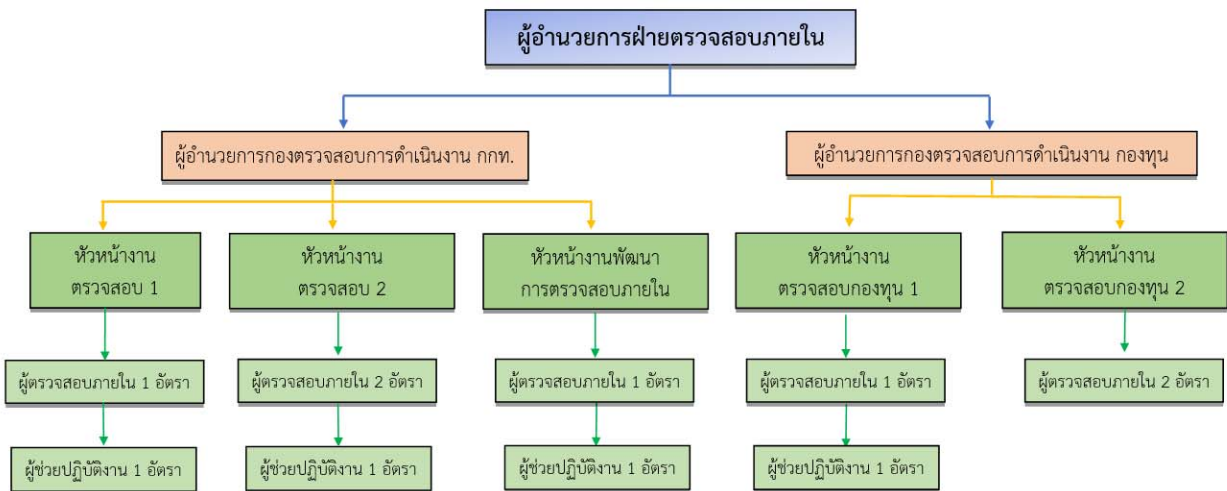 ผู้อำนวยการฝ่ายตรวจสอบภายใน
ผู้อำนวยการกองตรวจสอบการดำเนินงาน กกท.
ผู้อำนวยการกองตรวจสอบการดำเนินงาน กองทุน
หัวหน้างาน
ตรวจสอบ 1
หัวหน้างาน
ตรวจสอบ 2
หัวหน้างานพัฒนา
การตรวจสอบภายใน
หัวหน้างาน
ตรวจสอบกองทุน 1
หัวหน้างาน
ตรวจสอบกองทุน 2
ผู้ตรวจสอบภายใน 1 อัตรา
ผู้ตรวจสอบภายใน 2 อัตรา
ผู้ตรวจสอบภายใน 1 อัตรา
ผู้ตรวจสอบภายใน 1 อัตรา
ผู้ตรวจสอบภายใน 2 อัตรา
ผู้ช่วยปฏิบัติงาน 1 อัตรา
ผู้ช่วยปฏิบัติงาน 1 อัตรา
ผู้ช่วยปฏิบัติงาน 1 อัตรา
ผู้ช่วยปฏิบัติงาน 1 อัตรา